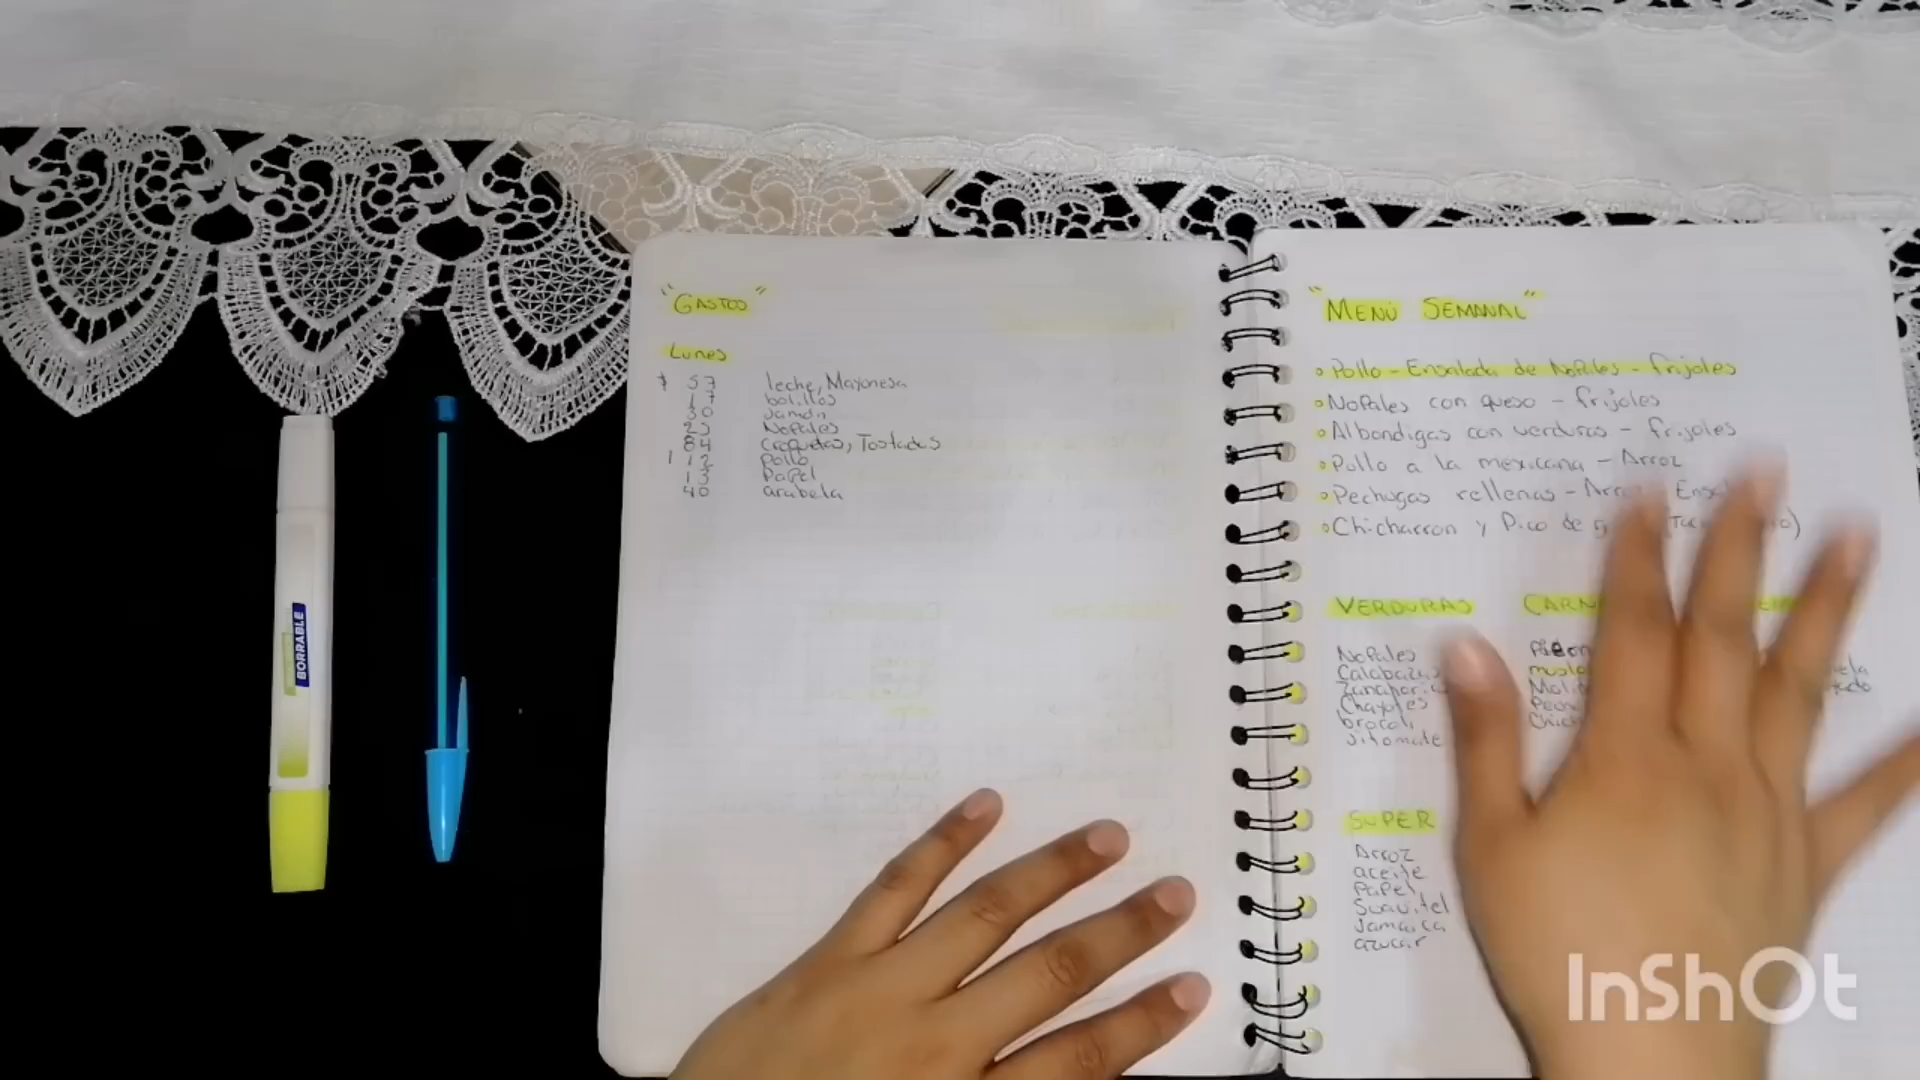 "GASTOS"
Lunes
$ 57 leche, Mayonesa
17 bolillos
30 Jamón
25 Nopales
84 Croquetas, Tostadas
112 Pollo
13 Papel
40 arabela
"MENÚ SEMANAL"
Pollo - Ensalada de Nopales - frijoles
Nopales con queso - frijoles
Albondigas con verduras - frijoles
Pollo a la mexicana - Arroz
Pechugas rellenas - Arroz
Chicharron y Pico de
VERDURAS
Nopales
Calabazas
Zanahoria
Chayotes
brocoli
Jitomate
CARN
SUPER
Arroz
aceite
Papel
Suavitel
Jamaica
azucar
BORRABLE
InShOt